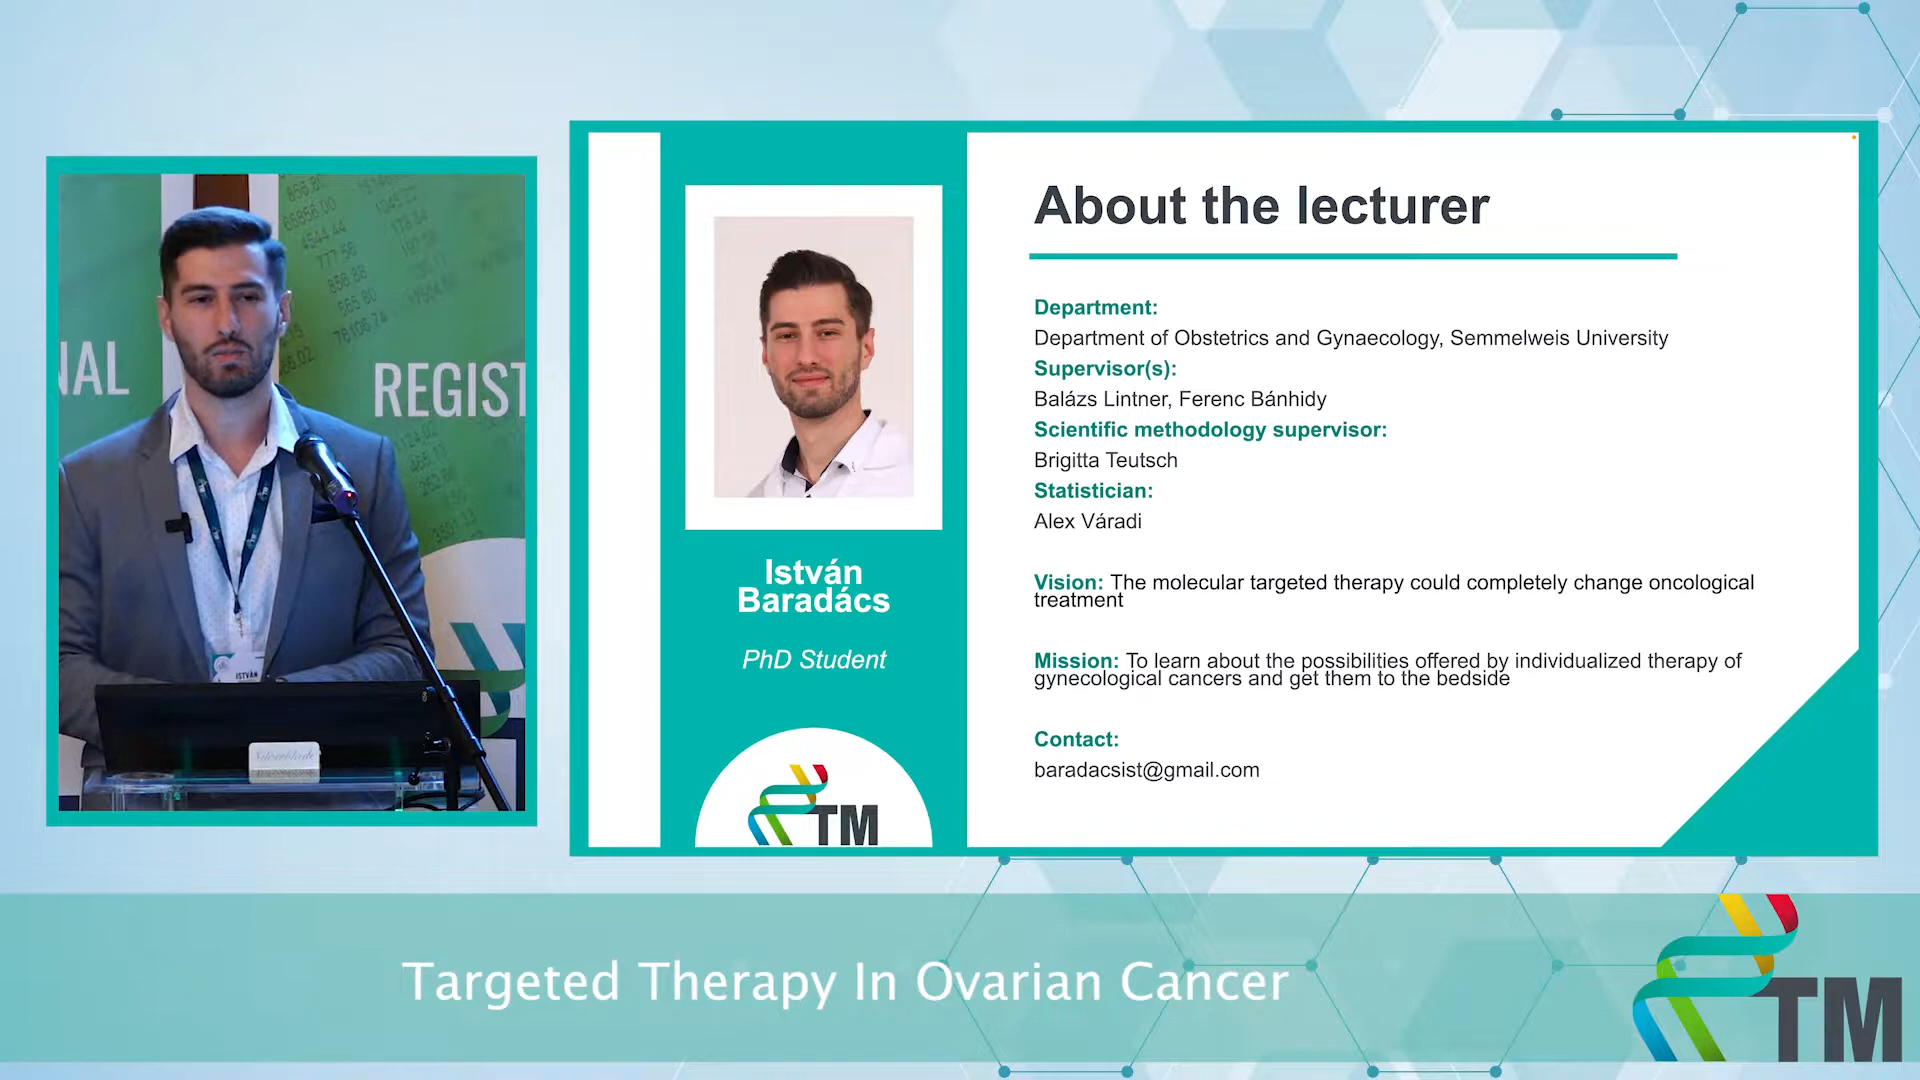 NAL
REGIST
ISTVÁN
About the lecturer
Department:
Department of Obstetrics and Gynaecology, Semmelweis University
Supervisor(s):
Balázs Lintner, Ferenc Bánhidy
Scientific methodology supervisor:
Brigitta Teutsch
Statistician:
Alex Váradi
Vision: The molecular targeted therapy could completely change oncological
treatment
Mission: To learn about the possibilities offered by individualized therapy of
gynecological cancers and get them to the bedside
Contact:
baradacsist@gmail.com
István
Baradács
PhD Student
TM
Targeted Therapy In Ovarian Cancer
TM